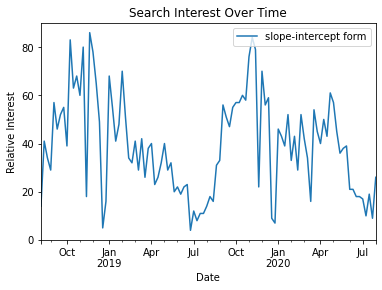 Search Interest Over Time
slope-intercept form
Relative Interest
80
60
40
20
0
Oct Jan Apr Jul Oct Jan Apr Jul
2019 2020
Date